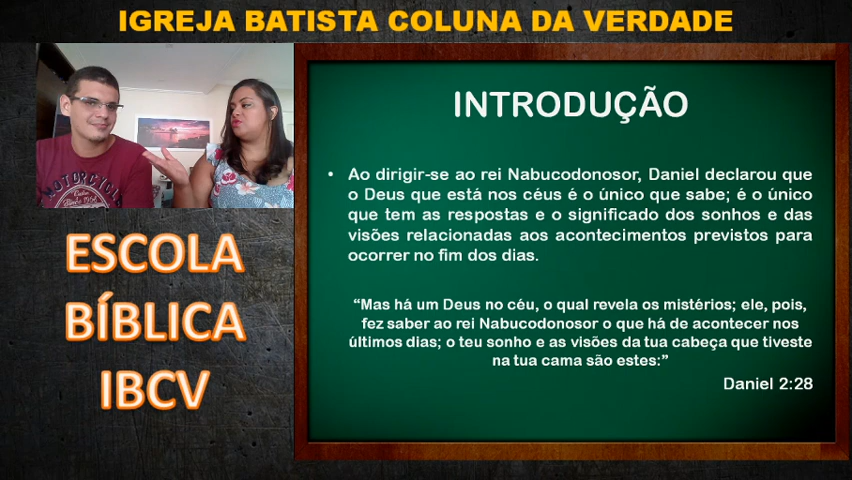 IGREJA BATISTA COLUNA DA VERDADE
MOTORCYCLE
ESCOLA
BÍBLICA
IBCV
INTRODUÇÃO
• Ao dirigir-se ao rei Nabucodonosor, Daniel declarou que
o Deus que está nos céus é o único que sabe; é o único
que tem as respostas e o significado dos sonhos e das
visões relacionadas aos acontecimentos previstos para
ocorrer no fim dos dias.
“Mas há um Deus no céu, o qual revela os mistérios; ele, pois,
fez saber ao rei Nabucodonosor o que há de acontecer nos
últimos dias; o teu sonho e as visões da tua cabeça que tiveste
na tua cama são estes:”
Daniel 2:28